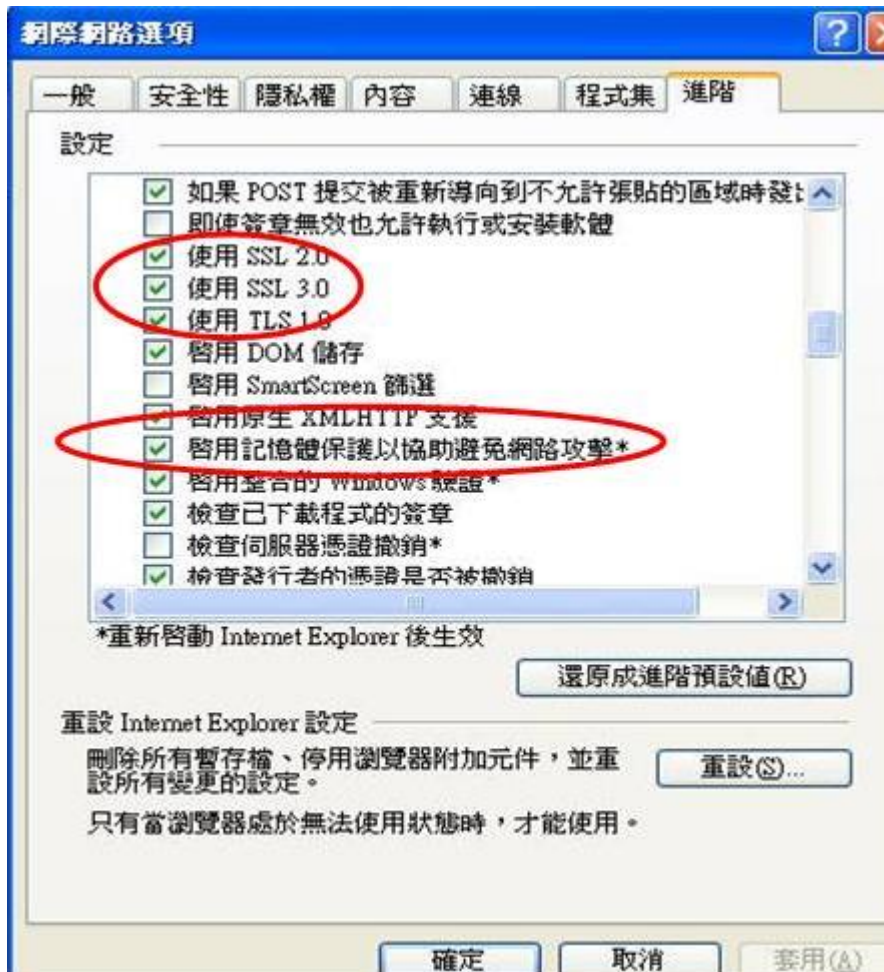 網際網路選項
一般 安全性 隱私權 內容 連線 程式集 進階
設定
如果 POST 提交被重新導向到不允許張貼的區域時發
即使簽章無效也允許執行或安裝軟體
使用 SSL 2.0
使用 SSL 3.0
使用 TLS 1.0
啓用 DOM 儲存
啓用 SmartScreen 篩選
啓用原生 XMLHTTP 支援
啓用記憶體保護以協助避免網路攻擊*
啓用整合的 Windows 驗證*
檢查已下載程式的簽章
檢查伺服器憑證撤銷*
檢查發行者的憑證是否被撤銷
*重新啓動 Internet Explorer 後生效
還原成進階預設值(R)
重設 Internet Explorer 設定
刪除所有暫存檔、停用瀏覽器附加元件，並重
設所有變更的設定。
重設(S)...
只有當瀏覽器處於無法使用狀態時，才能使用。
確定 取消 套用(A)